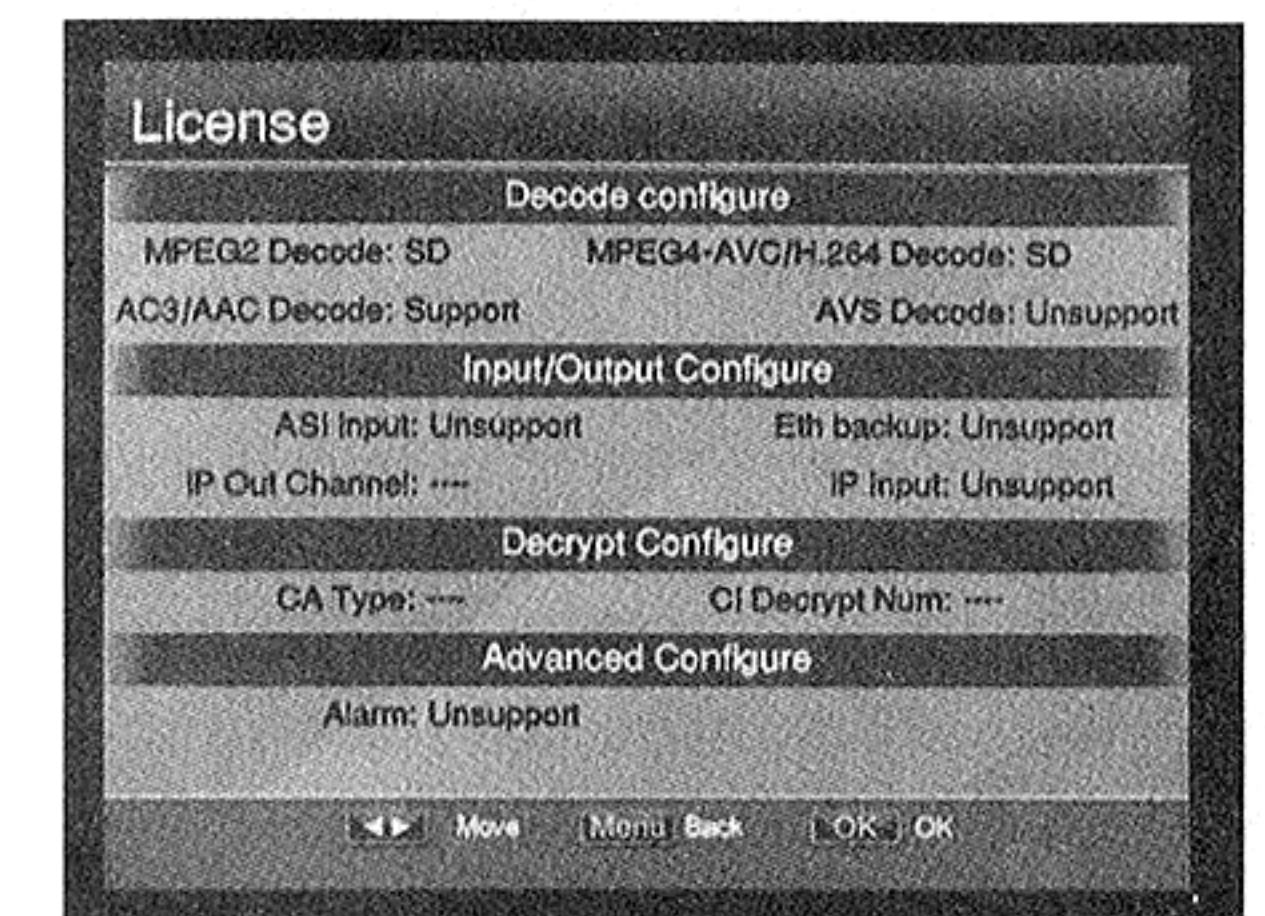 License
Decode configure
MPEG2 Decode: SD MPEG4-AVC/H.264 Decode: SD
AC3/AAC Decode: Support AVS Decode: Unsupport
Input/Output Configure
ASI Input: Unsupport Eth backup: Unsupport
IP Out Channel: ---- IP Input: Unsupport
Decrypt Configure
CA Type: ---- CI Decrypt Num: ----
Advanced Configure
Alarm: Unsupport
◄► Move Menu Back OK OK